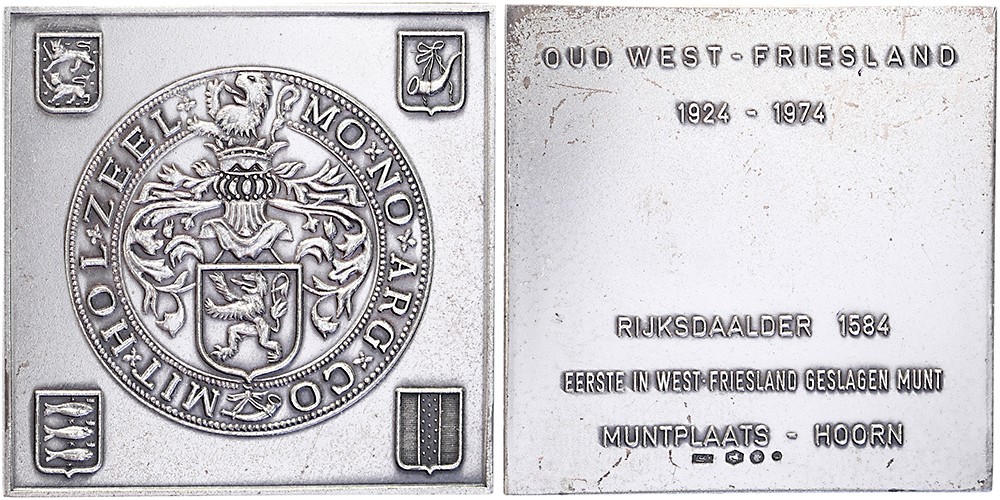 MO·NO·ARG·CO MIT·HOL·ZEEL·
OUD WEST-FRIESLAND
1924 - 1974
RIJKSDAALDER 1584
EERSTE IN WEST-FRIESLAND GESLAGEN MUNT
MUNTPLAATS - HOORN